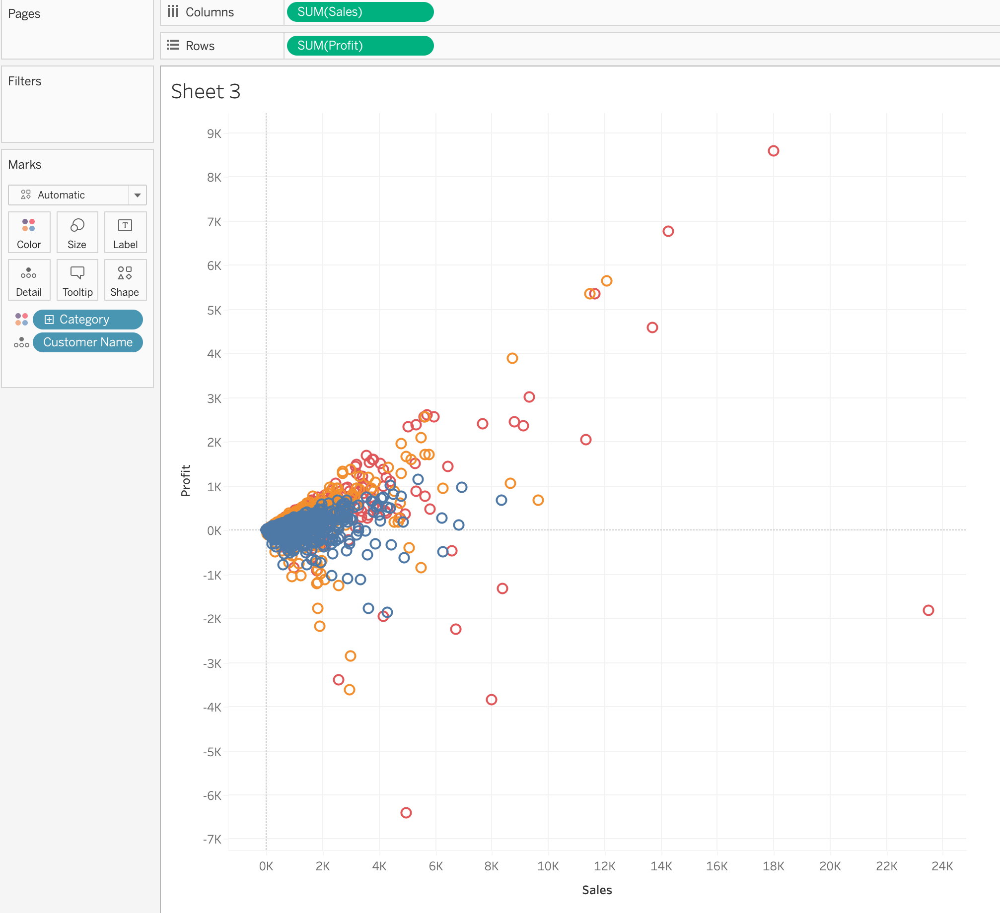 Pages
Columns
SUM(Sales)
Rows
SUM(Profit)
Filters
Marks
Automatic
Color
Size
T
Label
Detail
Tooltip
Shape
Category
Customer Name
Sheet 3
9K
8K
7K
6K
5K
4K
3K
2K
1K
0K
-1K
-2K
-3K
-4K
-5K
-6K
-7K
Profit
0K 2K 4K 6K 8K 10K 12K 14K 16K 18K 20K 22K 24K
Sales